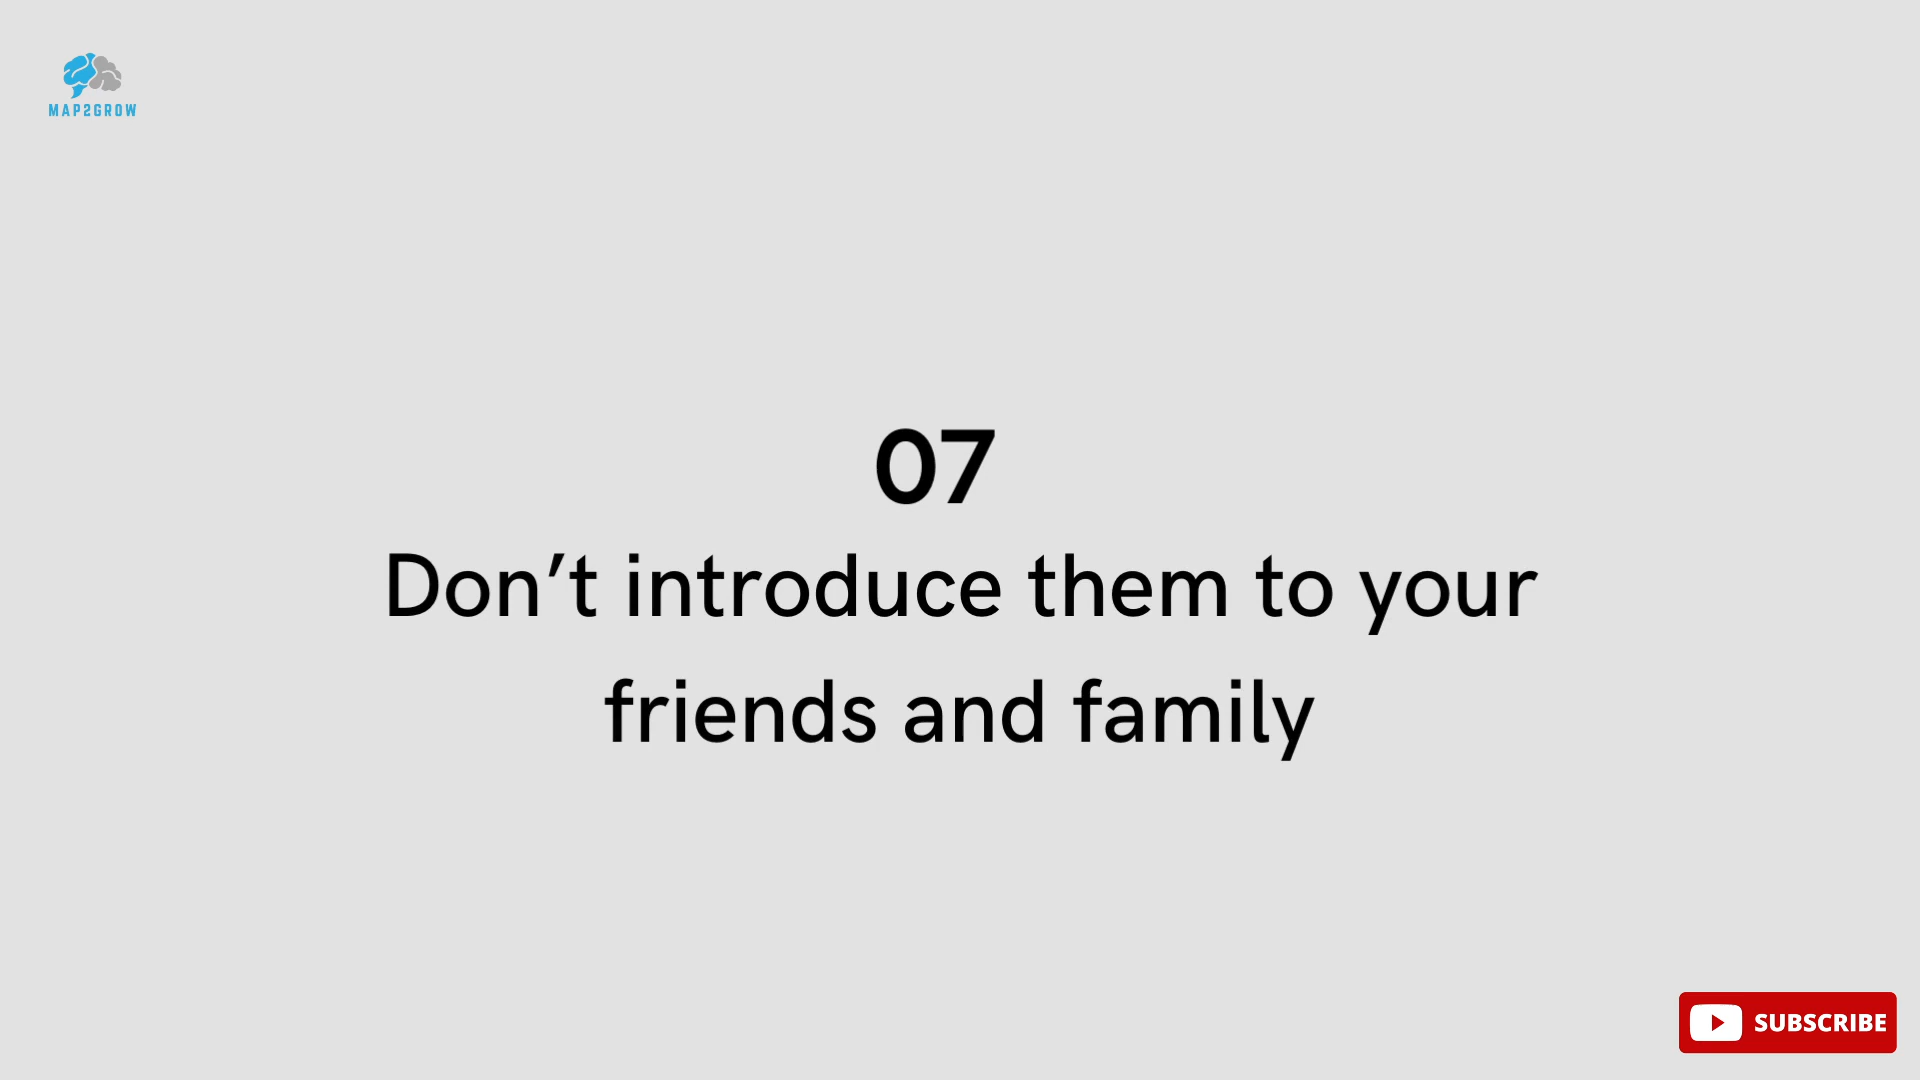 MAP2GROW
07
Don’t introduce them to your
friends and family
SUBSCRIBE